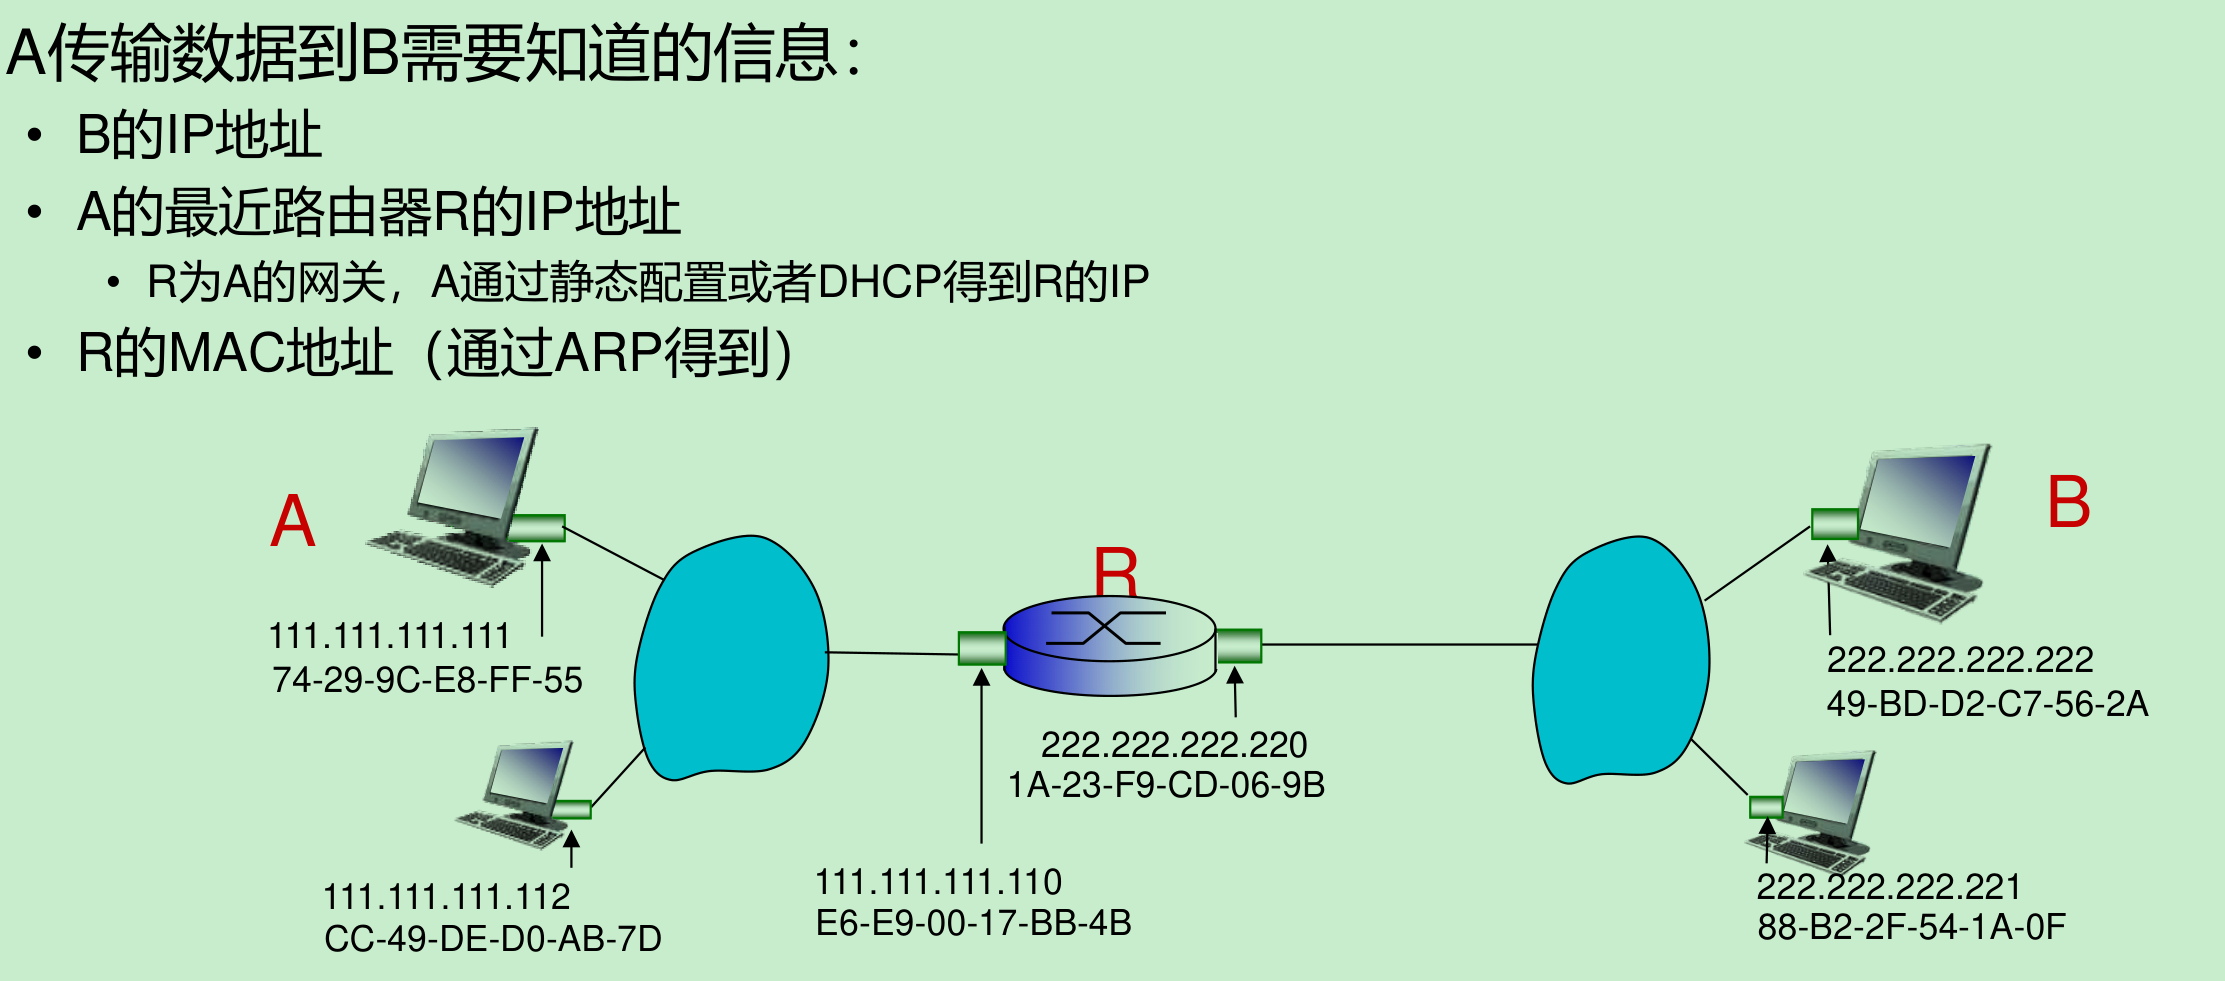 A传输数据到B需要知道的信息：
• B的IP地址
• A的最近路由器R的IP地址
• R为A的网关，A通过静态配置或者DHCP得到R的IP
• R的MAC地址（通过ARP得到）
A
B
R
111.111.111.111
74-29-9C-E8-FF-55
222.222.222.222
49-BD-D2-C7-56-2A
222.222.222.220
1A-23-F9-CD-06-9B
111.111.111.112
CC-49-DE-D0-AB-7D
111.111.111.110
E6-E9-00-17-BB-4B
222.222.222.221
88-B2-2F-54-1A-0F